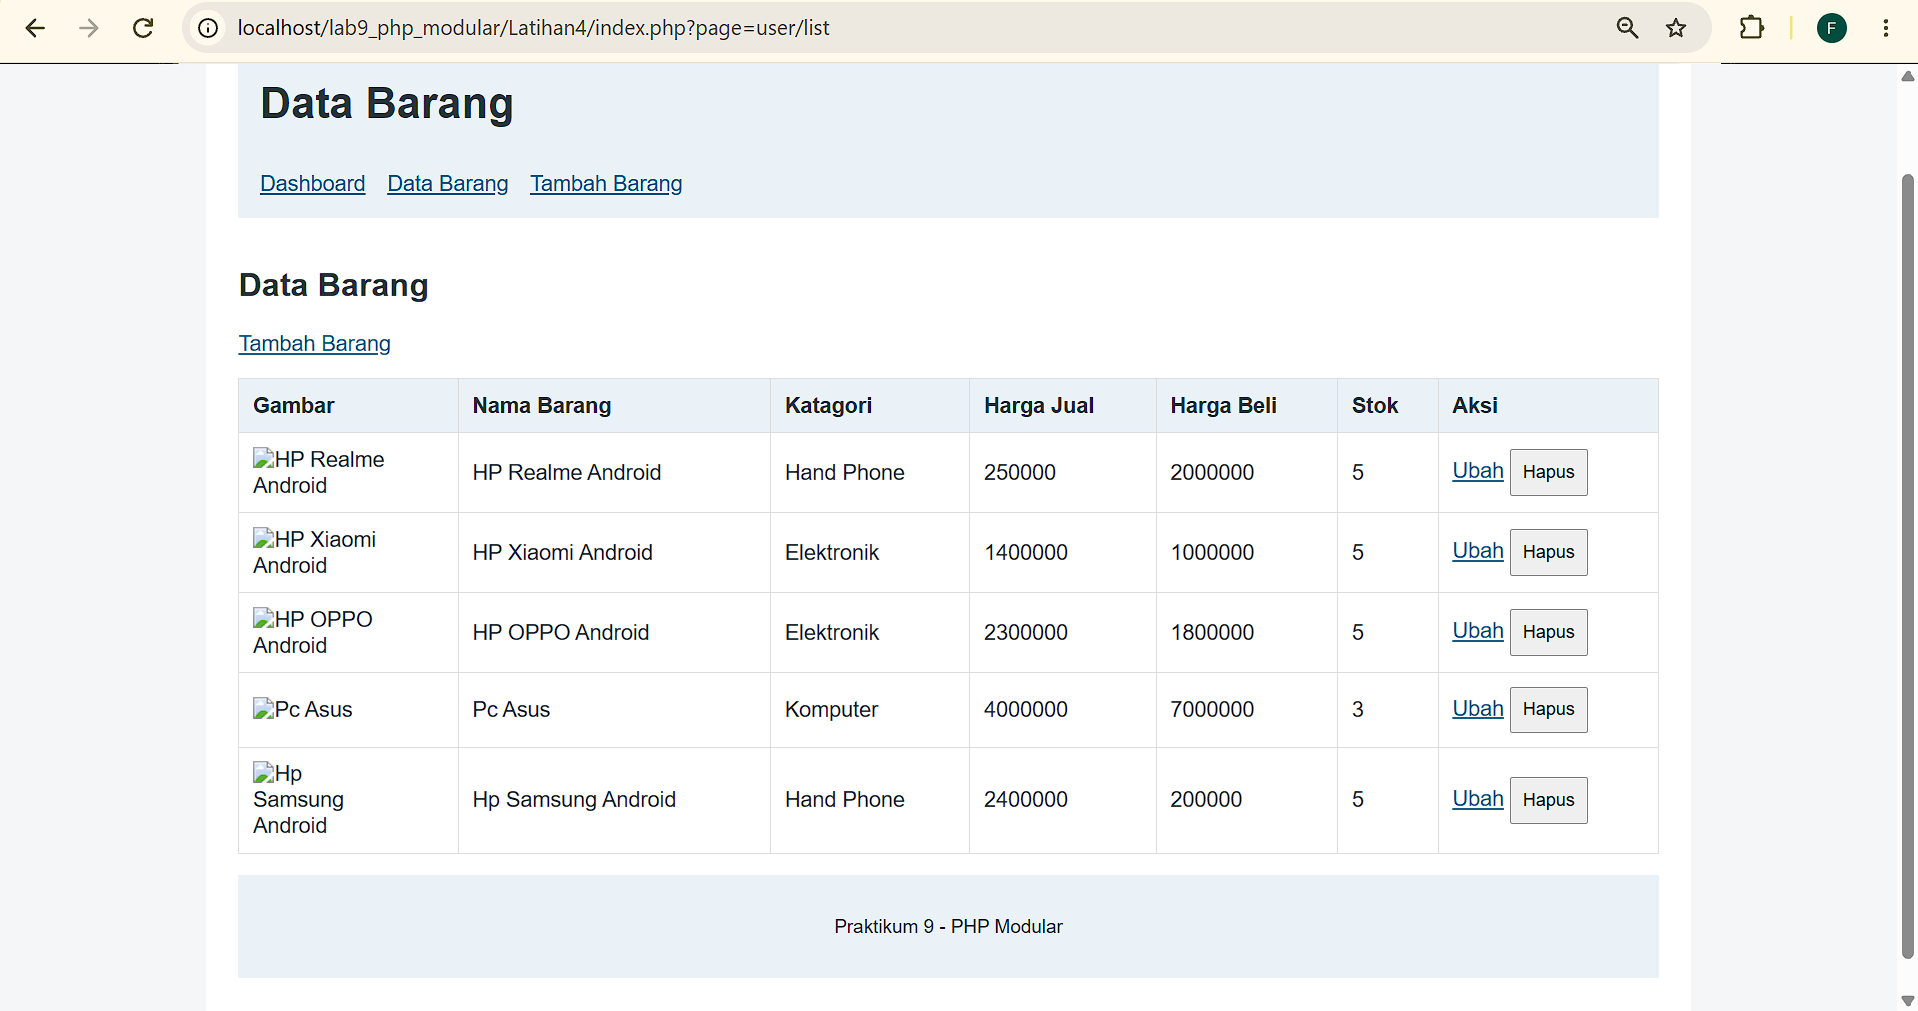 localhost/lab9_php_modular/Latihan4/index.php?page=user/list
F
Data Barang
Dashboard Data Barang Tambah Barang
Data Barang
Tambah Barang
Gambar Nama Barang Katagori Harga Jual Harga Beli Stok Aksi
HP Realme
Android
HP Realme Android Hand Phone 250000 2000000 5 Ubah Hapus
HP Xiaomi
Android
HP Xiaomi Android Elektronik 1400000 1000000 5 Ubah Hapus
HP OPPO
Android
HP OPPO Android Elektronik 2300000 1800000 5 Ubah Hapus
Pc Asus Pc Asus Komputer 4000000 7000000 3 Ubah Hapus
Hp
Samsung
Android
Hp Samsung Android Hand Phone 2400000 200000 5 Ubah Hapus
Praktikum 9 - PHP Modular